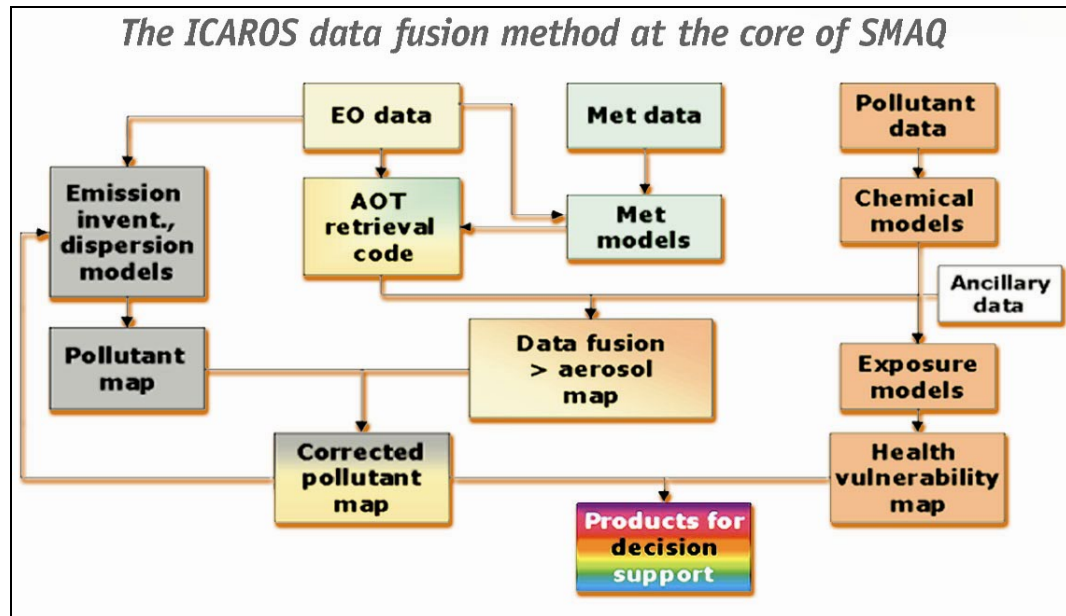 The ICAROS data fusion method at the core of SMAQ
EO data
Met data
Pollutant
data
Emission
invent.,
dispersion
models
AOT
retrieval
code
Met
models
Chemical
models
Ancillary
data
Pollutant
map
Data fusion
> aerosol
map
Exposure
models
Corrected
pollutant
map
Health
vulnerability
map
Products for
decision
support